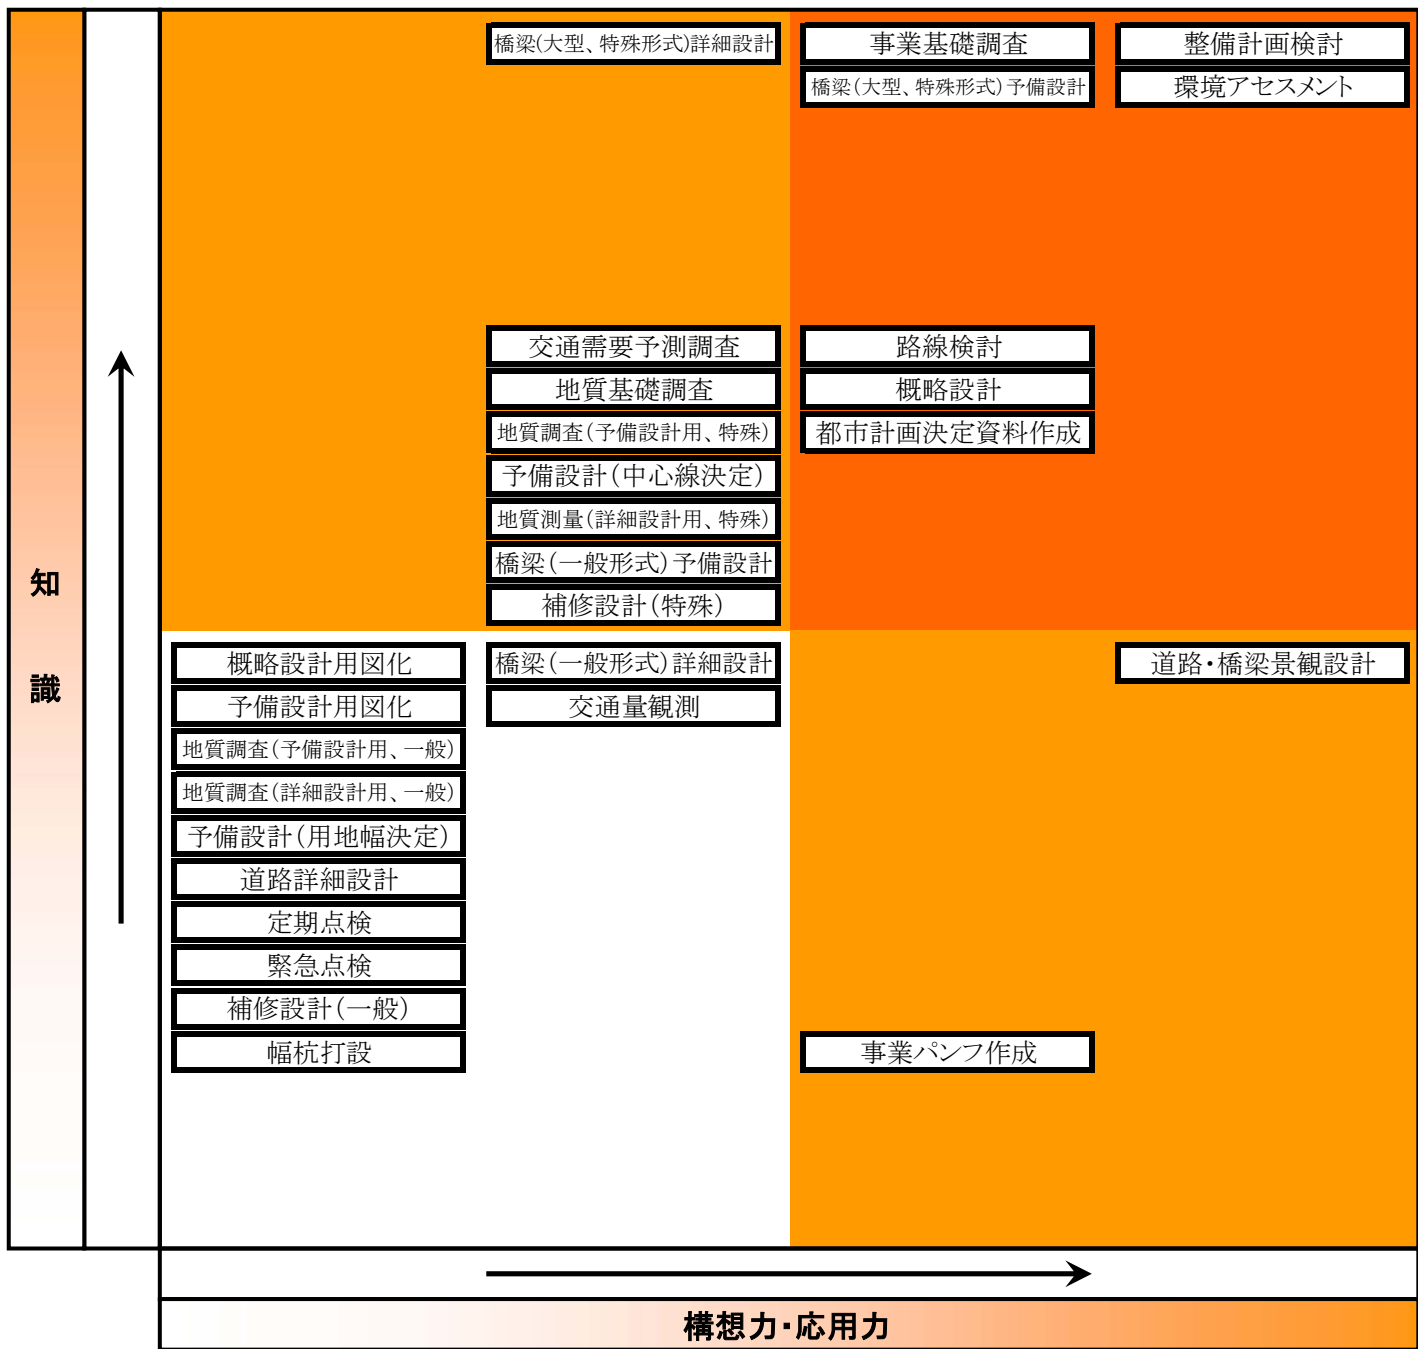 橋梁(大型、特殊形式)詳細設計
事業基礎調査
整備計画検討
橋梁(大型、特殊形式)予備設計
環境アセスメント
交通需要予測調査
路線検討
地質基礎調査
概略設計
地質調査(予備設計用、特殊)
都市計画決定資料作成
予備設計(中心線決定)
地質測量(詳細設計用、特殊)
橋梁(一般形式)予備設計
補修設計(特殊)
知
識
概略設計用図化
橋梁(一般形式)詳細設計
道路・橋梁景観設計
予備設計用図化
交通量観測
地質調査(予備設計用、一般)
地質調査(詳細設計用、一般)
予備設計(用地幅決定)
道路詳細設計
定期点検
緊急点検
補修設計(一般)
幅杭打設
事業パンフ作成
構想力・応用力